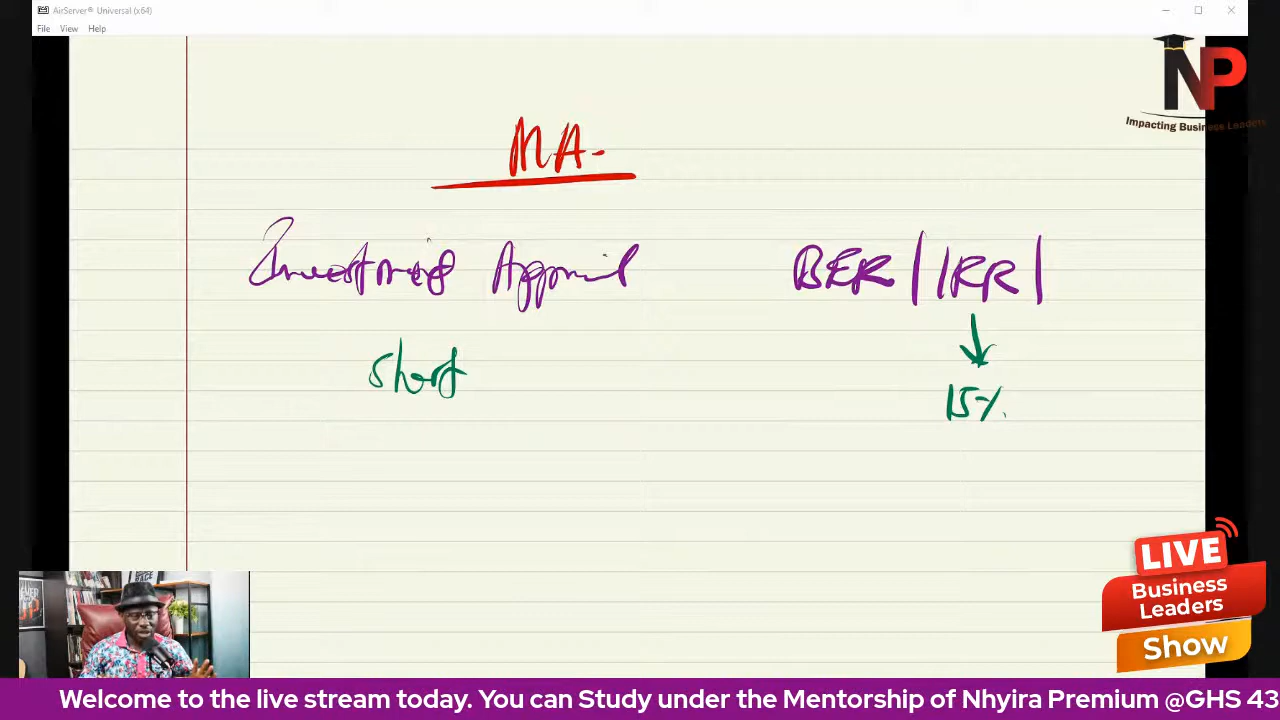 AirServer® Universal (x64)
File View Help
NP
Impacting Business Leaders
MA.
Investment Appraisal BER | IRR |
Short
15%
LIVE
Business
Leaders
Show
Welcome to the live stream today. You can Study under the Mentorship of Nhyira Premium @GHS 43